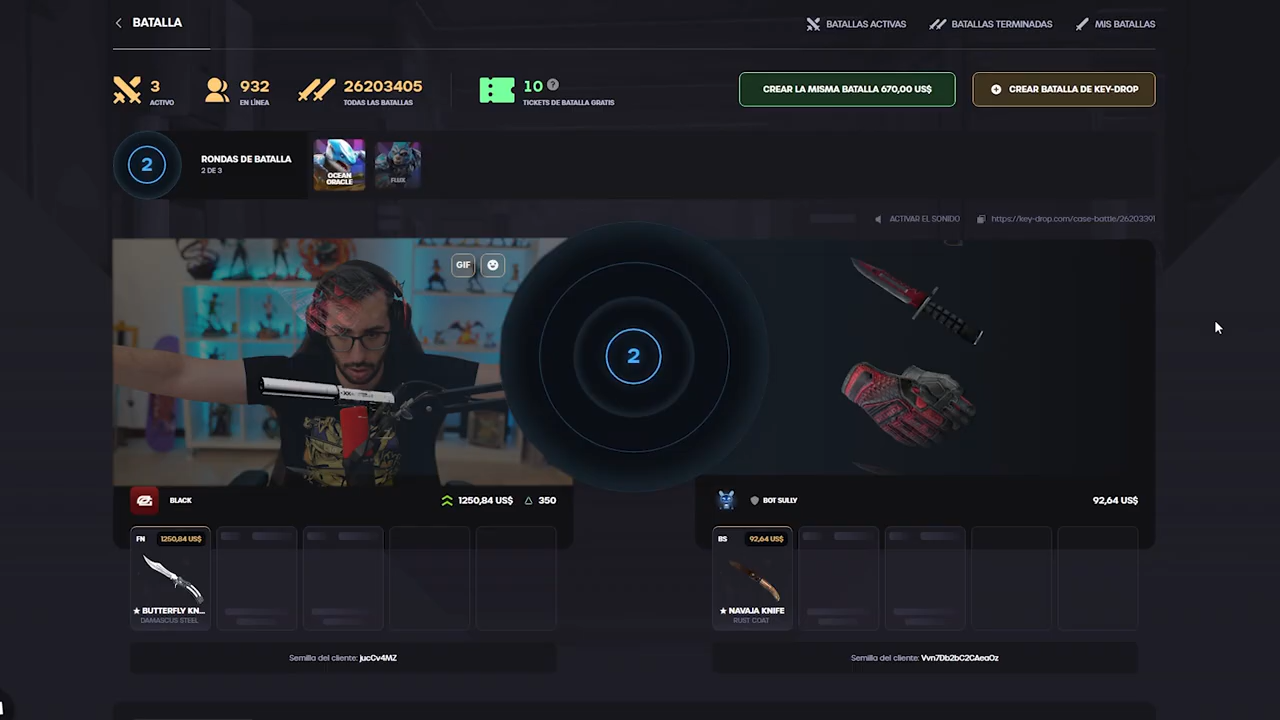 BATALLA
BATALLAS ACTIVAS
BATALLAS TERMINADAS
MIS BATALLAS
3
ACTIVO
932
EN LÍNEA
26203405
TODAS LAS BATALLAS
10
TICKETS DE BATALLA GRATIS
CREAR LA MISMA BATALLA 670,00 US$
CREAR BATALLA DE KEY-DROP
2
RONDAS DE BATALLA
2 DE 3
OCEAN
ORACLE
FLUX
ACTIVAR EL SONIDO
https://key-drop.com/case-battle/26203391
GIF
2
BLACK
1250,84 US$
350
BOT SULLY
92,64 US$
FN
1250,84 US$
★ BUTTERFLY KN...
DAMASCUS STEEL
BS
92,64 US$
★ NAVAJA KNIFE
RUST COAT
Semilla del cliente: jucCv4MZ
Semilla del cliente: Vvn7Db2bC2CAeaOz